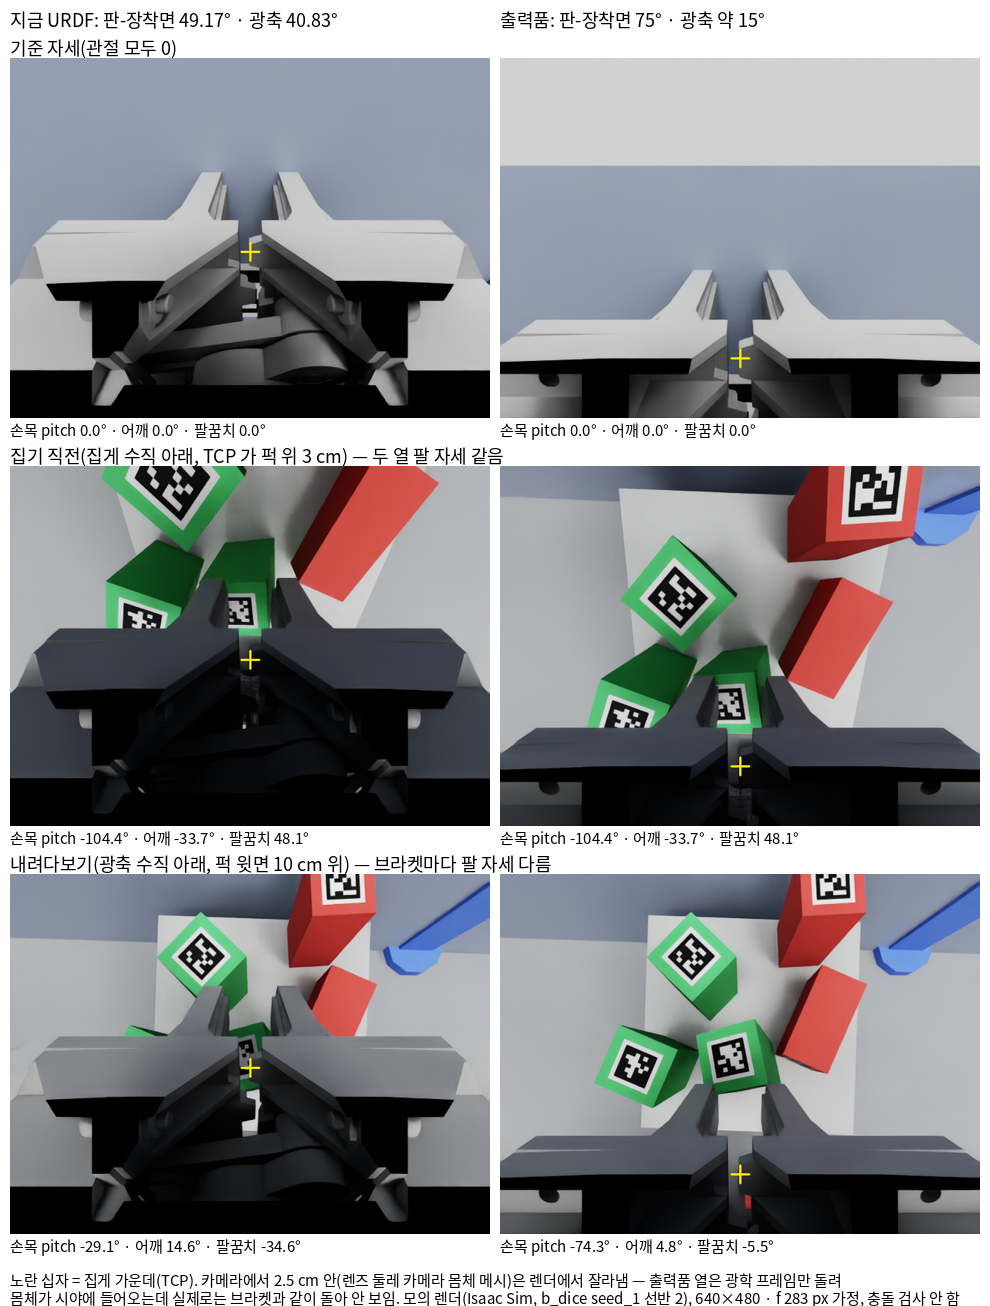 지금 URDF: 판-장착면 49.17° · 광축 40.83°
출력품: 판-장착면 75° · 광축 약 15°
기준 자세(관절 모두 0)
손목 pitch 0.0° · 어깨 0.0° · 팔꿈치 0.0°
손목 pitch 0.0° · 어깨 0.0° · 팔꿈치 0.0°
집기 직전(집게 수직 아래, TCP 가 퍽 위 3 cm) — 두 열 팔 자세 같음
손목 pitch -104.4° · 어깨 -33.7° · 팔꿈치 48.1°
손목 pitch -104.4° · 어깨 -33.7° · 팔꿈치 48.1°
내려다보기(광축 수직 아래, 퍽 윗면 10 cm 위) — 브라켓마다 팔 자세 다름
손목 pitch -29.1° · 어깨 14.6° · 팔꿈치 -34.6°
손목 pitch -74.3° · 어깨 4.8° · 팔꿈치 -5.5°
노란 십자 = 집게 가운데(TCP). 카메라에서 2.5 cm 안(렌즈 둘레 카메라 몸체 메시)은 렌더에서 잘라냄 — 출력품 열은 광학 프레임만 돌려
몸체가 시야에 들어오는데 실제로는 브라켓과 같이 돌아 안 보임. 모의 렌더(Isaac Sim, b_dice seed_1 선반 2), 640×480 · f 283 px 가정, 충돌 검사 안 함